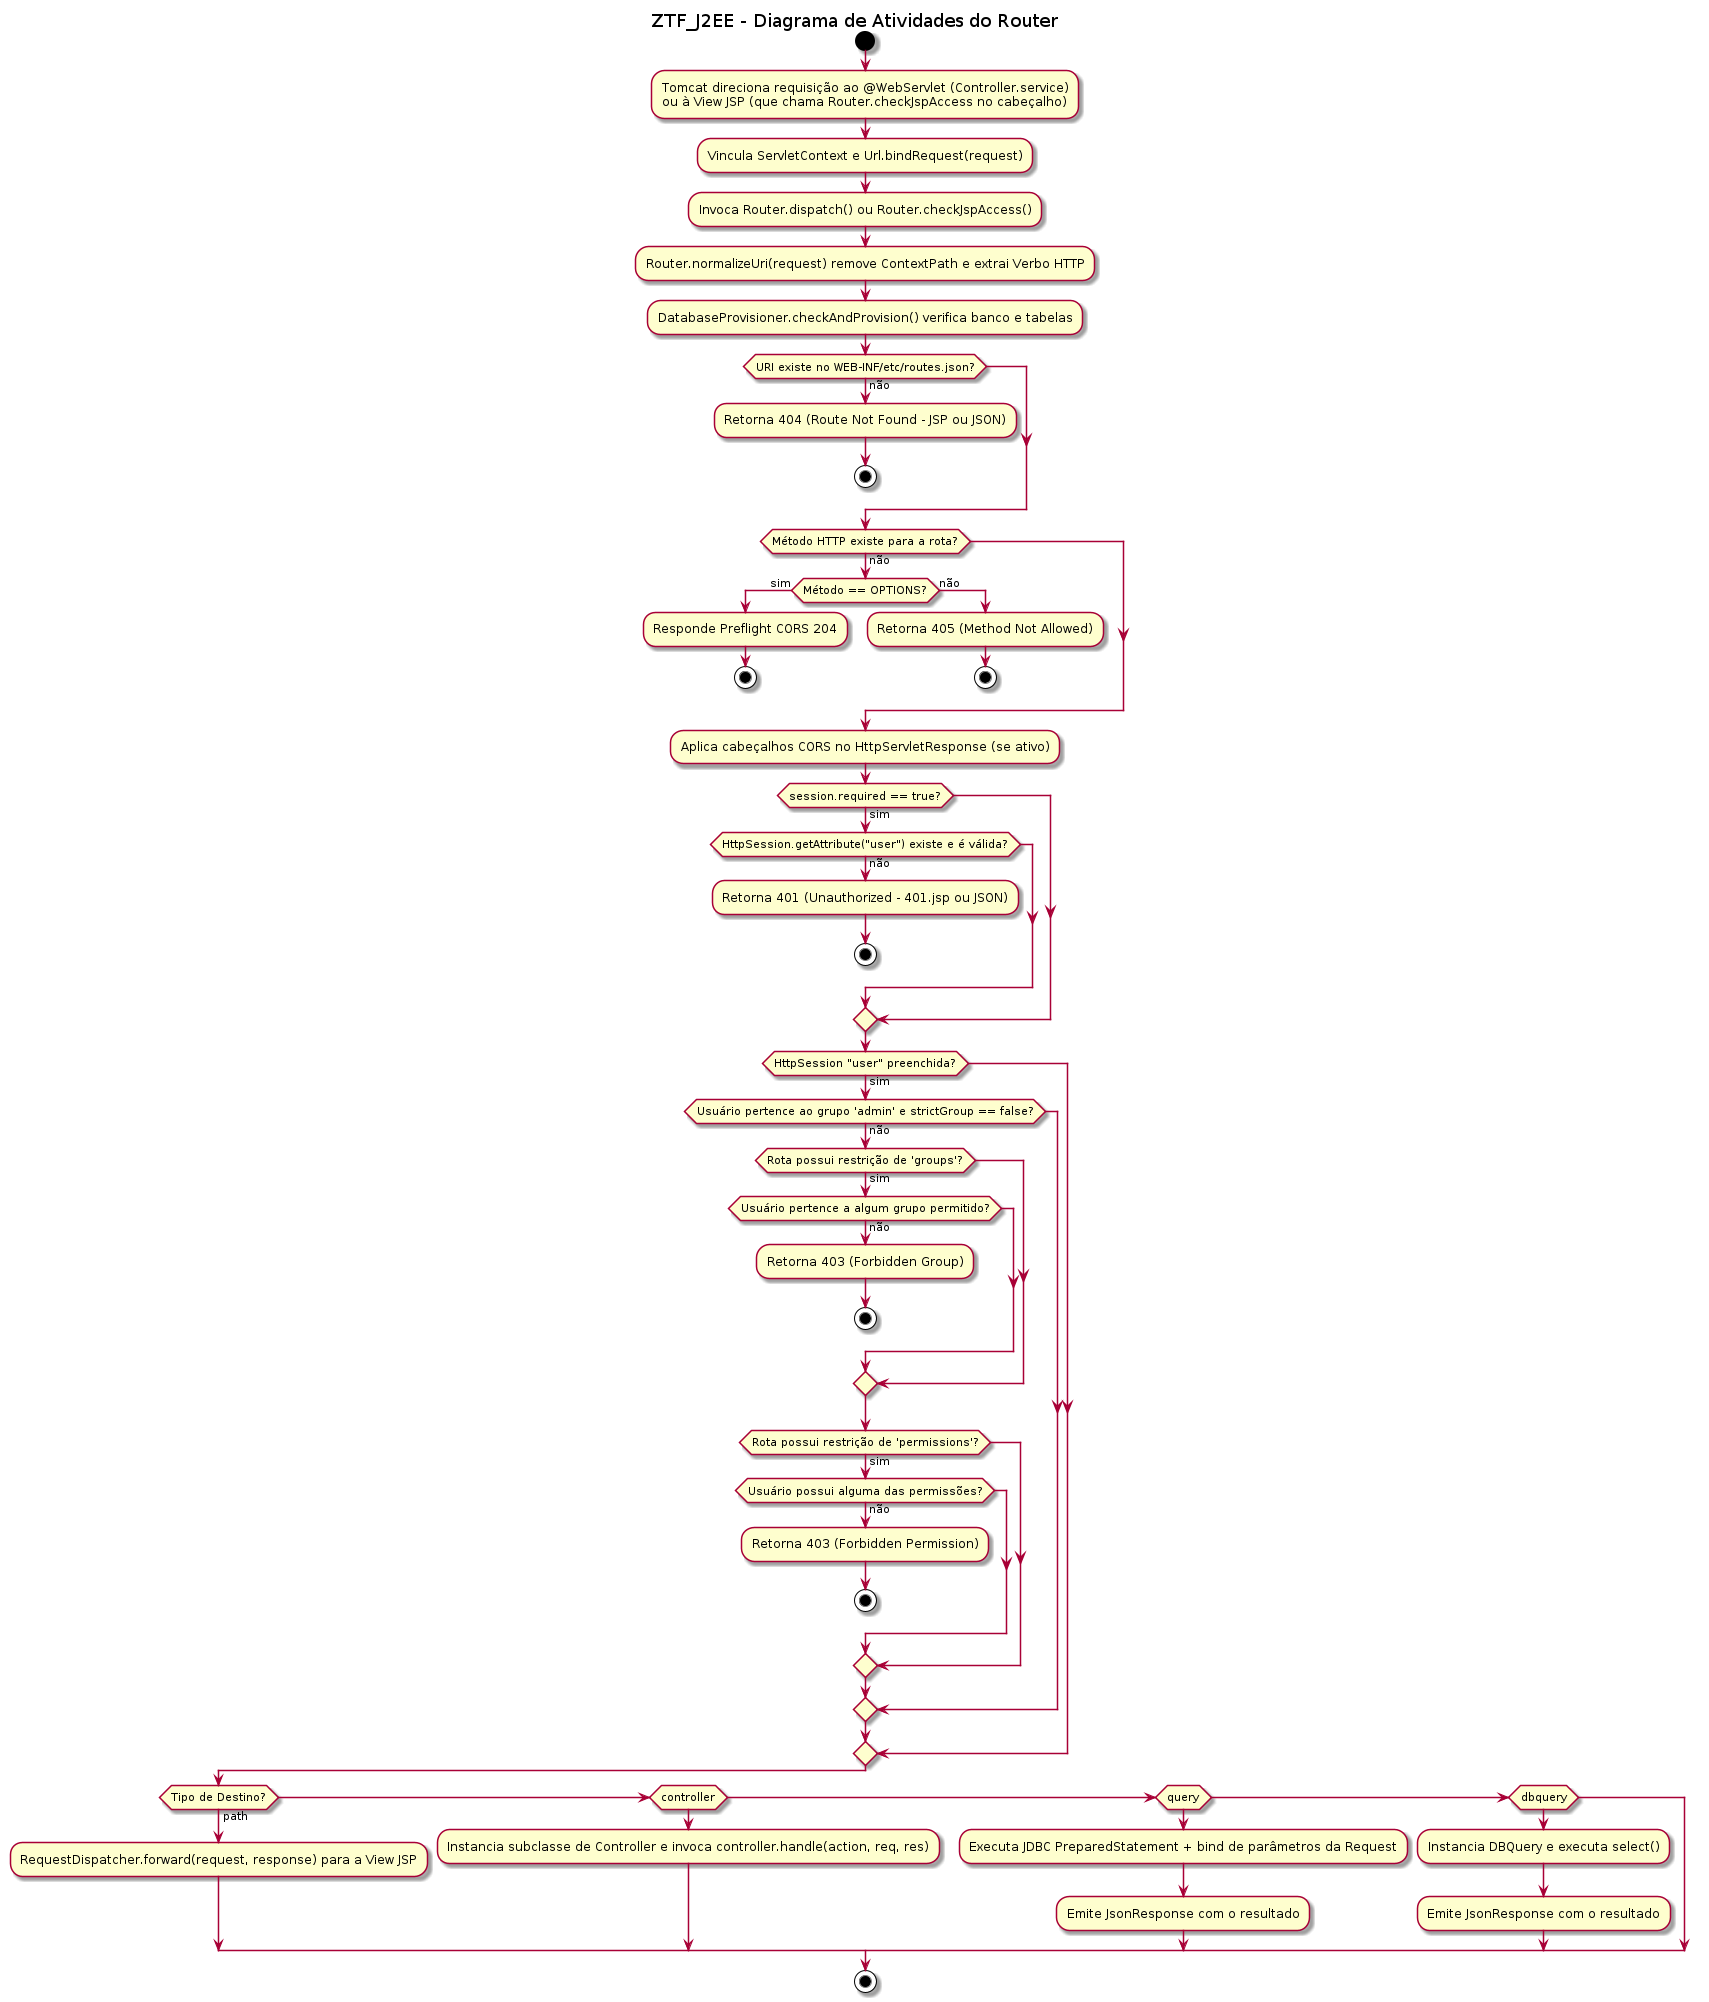 ZTF_J2EE - Diagrama de Atividades do Router
Tomcat direciona requisição ao @WebServlet (Controller.service)
ou à View JSP (que chama Router.checkJspAccess no cabeçalho)
Vincula ServletContext e Url.bindRequest(request)
Invoca Router.dispatch() ou Router.checkJspAccess()
Router.normalizeUri(request) remove ContextPath e extrai Verbo HTTP
DatabaseProvisioner.checkAndProvision() verifica banco e tabelas
URI existe no WEB-INF/etc/routes.json?
não
Retorna 404 (Route Not Found - JSP ou JSON)
Método HTTP existe para a rota?
não
sim
Método == OPTIONS?
não
Responde Preflight CORS 204
Retorna 405 (Method Not Allowed)
Aplica cabeçalhos CORS no HttpServletResponse (se ativo)
session.required == true?
sim
HttpSession.getAttribute("user") existe e é válida?
não
Retorna 401 (Unauthorized - 401.jsp ou JSON)
HttpSession "user" preenchida?
sim
Usuário pertence ao grupo 'admin' e strictGroup == false?
não
Rota possui restrição de 'groups'?
sim
Usuário pertence a algum grupo permitido?
não
Retorna 403 (Forbidden Group)
Rota possui restrição de 'permissions'?
sim
Usuário possui alguma das permissões?
não
Retorna 403 (Forbidden Permission)
Tipo de Destino?
controller
query
dbquery
path
RequestDispatcher.forward(request, response) para a View JSP
Instancia subclasse de Controller e invoca controller.handle(action, req, res)
Executa JDBC PreparedStatement + bind de parâmetros da Request
Instancia DBQuery e executa select()
Emite JsonResponse com o resultado
Emite JsonResponse com o resultado